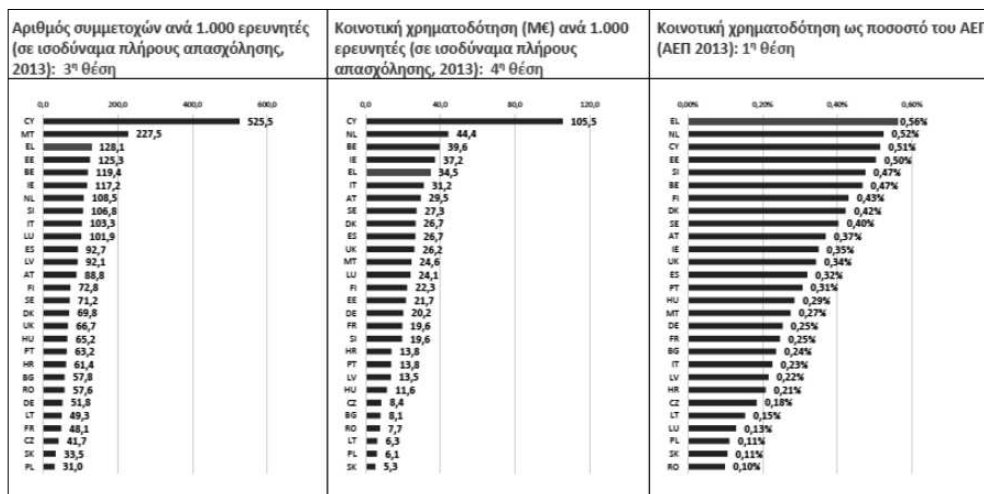 Αριθμός συμμετοχών ανά 1.000 ερευνητές
(σε ισοδύναμα πλήρους απασχόλησης,
2013): 3η θέση
0,0 200,0 400,0 600,0
CY 525,5
MT 227,5
EL 128,1
EE 125,3
BE 119,4
IE 117,2
NL 108,5
SI 106,8
IT 103,3
LU 101,9
ES 92,7
LV 92,1
AT 88,8
FI 72,8
SE 71,2
DK 69,8
UK 66,7
HU 65,2
PT 63,2
HR 61,4
BG 57,8
RO 57,6
DE 51,8
LT 49,3
FR 48,1
CZ 41,7
SK 33,5
PL 31,0
Κοινοτική χρηματοδότηση (Μ€) ανά 1.000
ερευνητές (σε ισοδύναμα πλήρους
απασχόλησης, 2013): 4η θέση
0,0 40,0 80,0 120,0
CY 105,5
NL 44,4
BE 39,6
IE 37,2
EL 34,5
IT 31,2
AT 29,5
SE 27,3
DK 26,7
ES 26,7
UK 26,2
MT 24,6
LU 24,1
FI 22,3
EE 21,7
DE 20,2
FR 19,6
SI 19,6
HR 13,8
PT 13,8
LV 13,5
HU 11,6
CZ 8,4
BG 8,1
RO 7,7
LT 6,3
PL 6,1
SK 5,3
Κοινοτική χρηματοδότηση ως ποσοστό του ΑΕΠ
(ΑΕΠ 2013): 1η θέση
0,00% 0,20% 0,40% 0,60%
EL 0,56%
NL 0,52%
CY 0,51%
EE 0,50%
SI 0,47%
BE 0,47%
FI 0,43%
DK 0,42%
SE 0,40%
AT 0,37%
IE 0,35%
UK 0,34%
ES 0,32%
PT 0,31%
HU 0,29%
MT 0,27%
DE 0,25%
FR 0,25%
BG 0,24%
IT 0,23%
LV 0,22%
HR 0,21%
CZ 0,18%
LT 0,15%
LU 0,13%
PL 0,11%
SK 0,11%
RO 0,10%